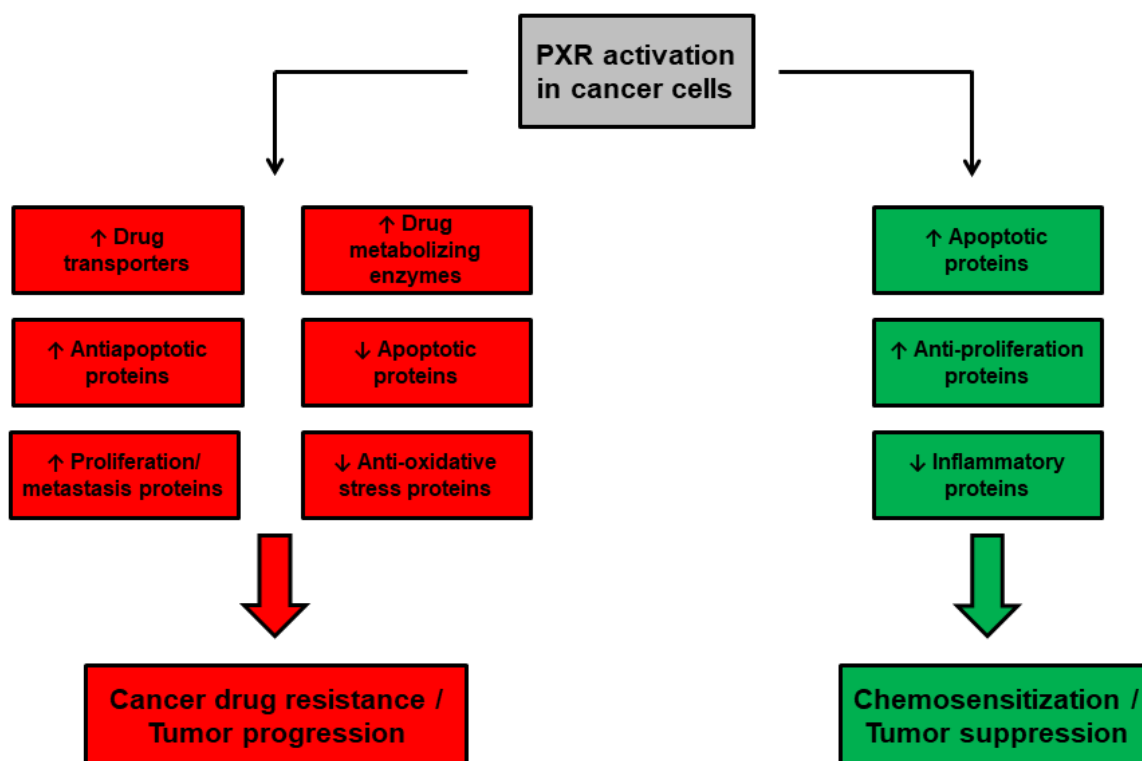 PXR activation
in cancer cells
↑ Drug
transporters
↑ Drug
metabolizing
enzymes
↑ Apoptotic
proteins
↑ Antiapoptotic
proteins
↓ Apoptotic
proteins
↑ Anti-proliferation
proteins
↑ Proliferation/
metastasis proteins
↓ Anti-oxidative
stress proteins
↓ Inflammatory
proteins
Cancer drug resistance /
Tumor progression
Chemosensitization /
Tumor suppression